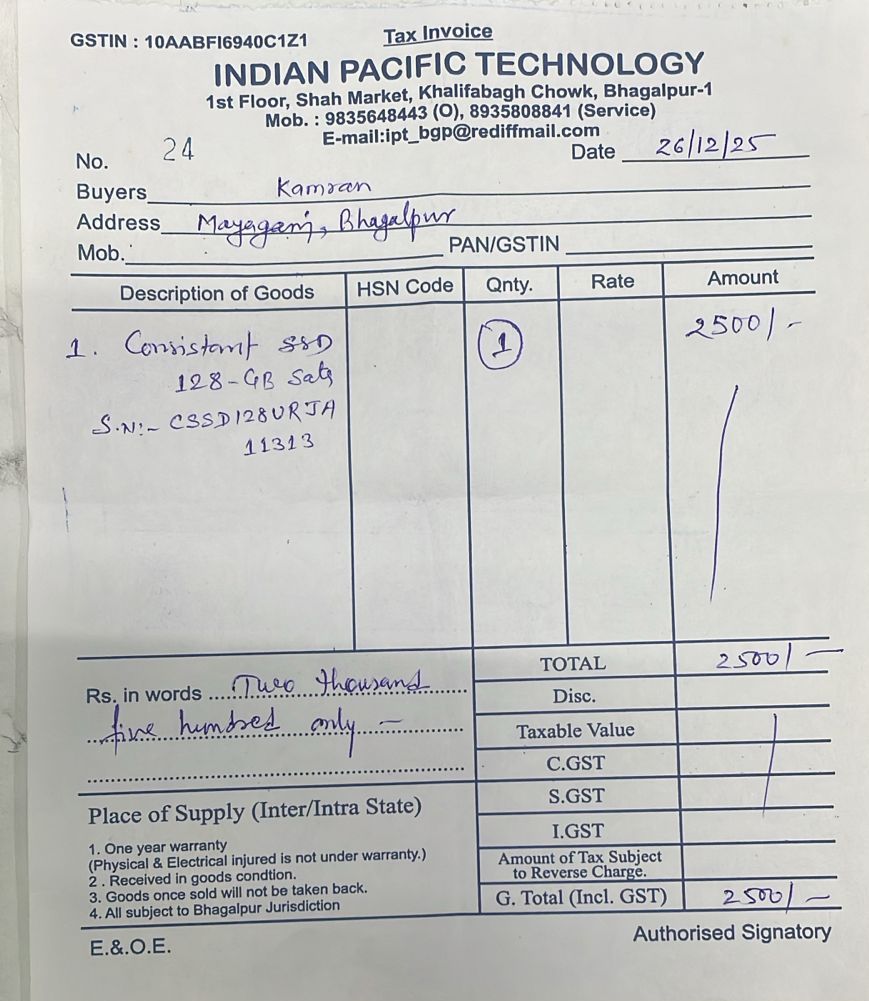 GSTIN : 10AABFI6940C1Z1
Tax Invoice
INDIAN PACIFIC TECHNOLOGY
1st Floor, Shah Market, Khalifabagh Chowk, Bhagalpur-1
Mob. : 9835648443 (O), 8935808841 (Service)
E-mail:ipt_bgp@rediffmail.com
No. 24
Date 26/12/25
Buyers Kamran
Address Mayaganj, Bhagalpur
Mob.
PAN/GSTIN
Description of Goods HSN Code Qnty. Rate Amount
1. Consistant SSD 1 2500/-
128-GB Sata
S.N:- CSSD128URJA
11313
TOTAL 2500/-
Rs. in words Two thousand
Disc.
five hundred only -
Taxable Value
C.GST
S.GST
I.GST
Amount of Tax Subject
to Reverse Charge.
G. Total (Incl. GST) 2500/-
Place of Supply (Inter/Intra State)
1. One year warranty
(Physical & Electrical injured is not under warranty.)
2 . Received in goods condtion.
3. Goods once sold will not be taken back.
4. All subject to Bhagalpur Jurisdiction
E.&.O.E.
Authorised Signatory